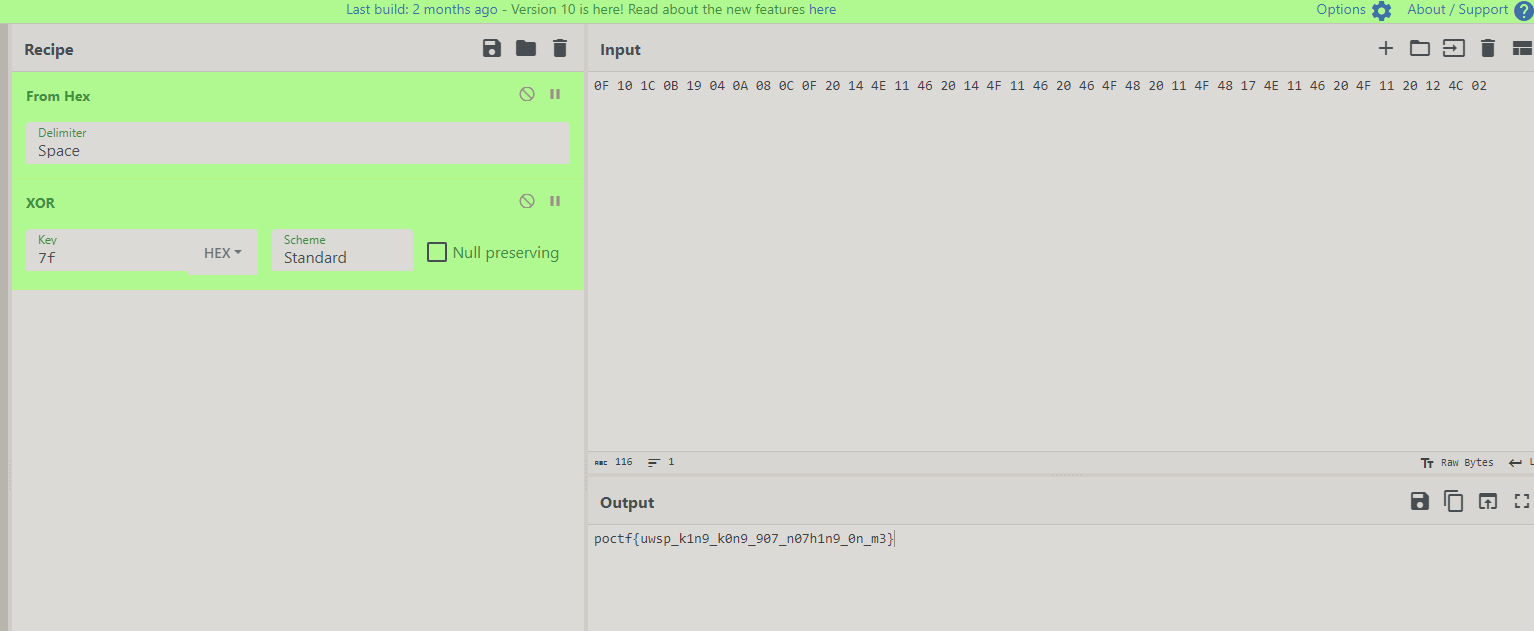 Last build: 2 months ago - Version 10 is here! Read about the new features here
Options
About / Support
Recipe
Input
From Hex
Delimiter
Space
XOR
Key
7f
HEX
Scheme
Standard
Null preserving
0F 10 1C 0B 19 04 0A 08 0C 0F 20 14 4E 11 46 20 14 4F 11 46 20 46 4F 48 20 11 4F 48 17 4E 11 46 20 4F 11 20 12 4C 02
ABC 116
1
Tт Raw Bytes
L
Output
poctf{uwsp_k1n9_k0n9_907_n07h1n9_0n_m3}